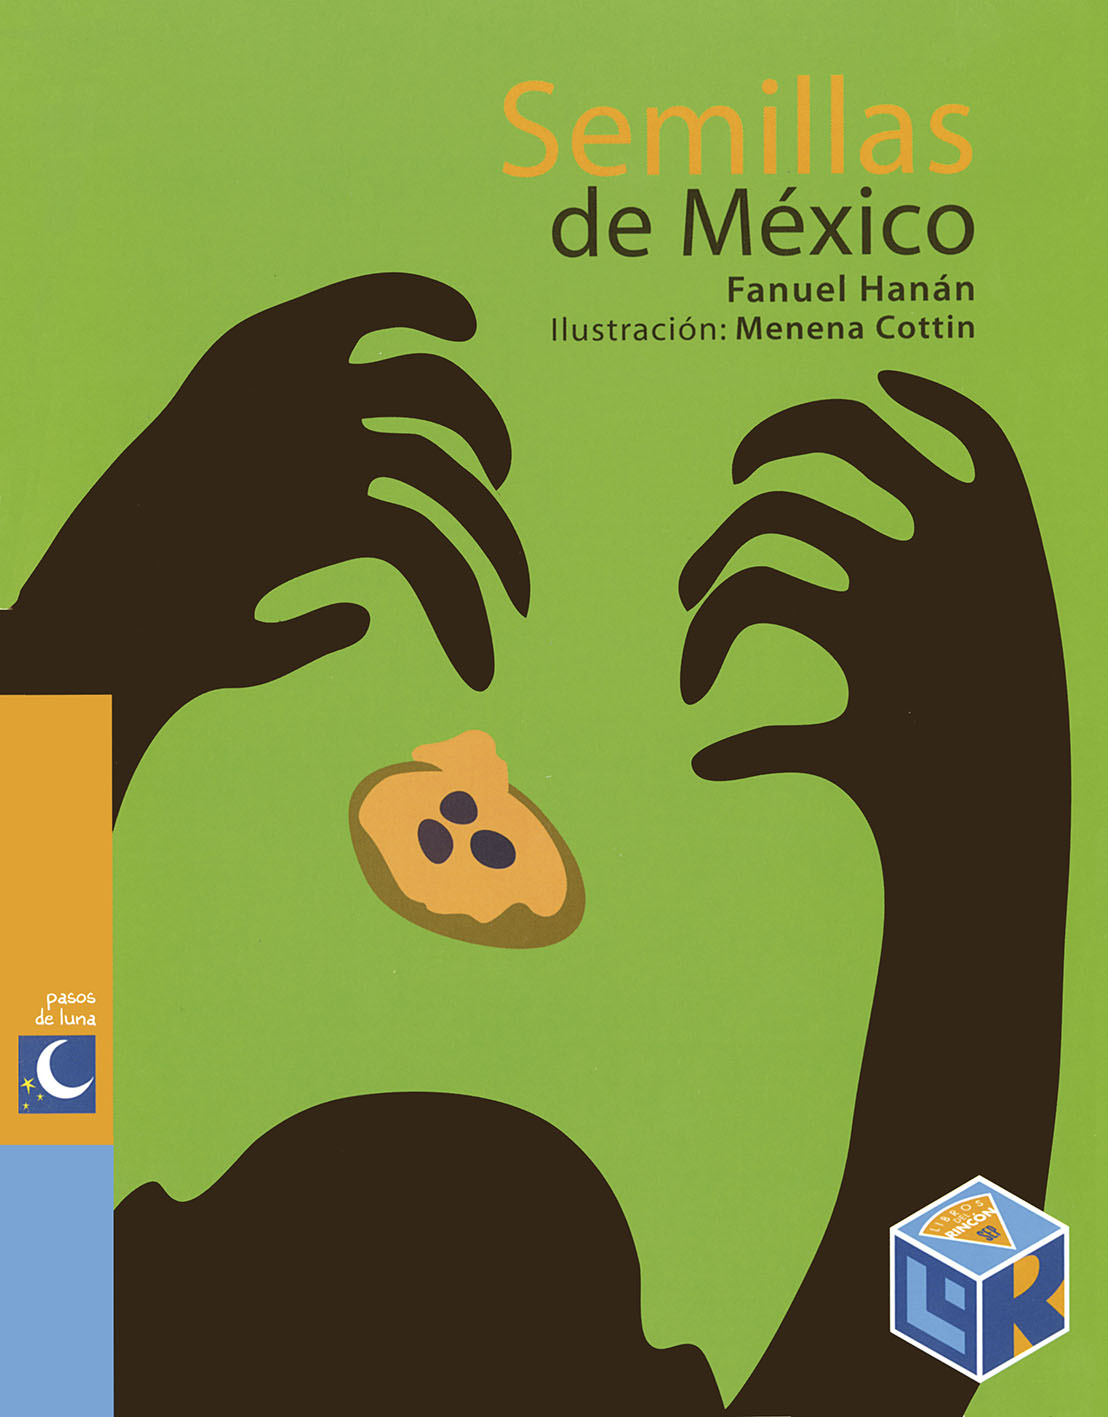 Semillas
de México
Fanuel Hanán
Ilustración: Menena Cottin
pasos
de luna
LIBROS
DEL
RINCÓN
SEP
L
R